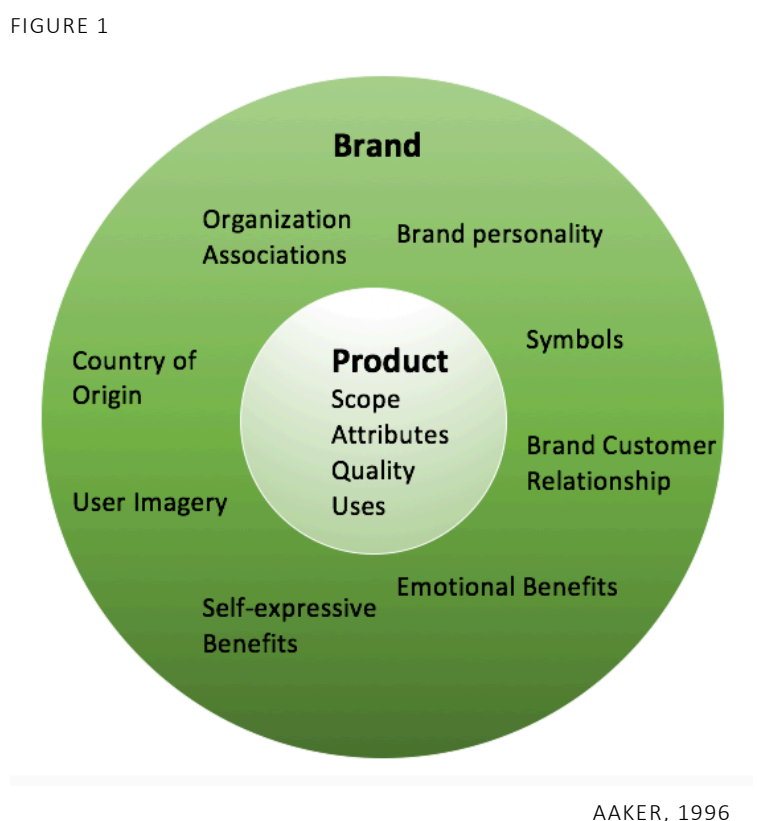 FIGURE 1
Brand
Organization
Associations
Brand personality
Symbols
Country of
Origin
Product
Scope
Attributes
Quality
Uses
Brand Customer
Relationship
User Imagery
Emotional Benefits
Self-expressive
Benefits
AAKER, 1996